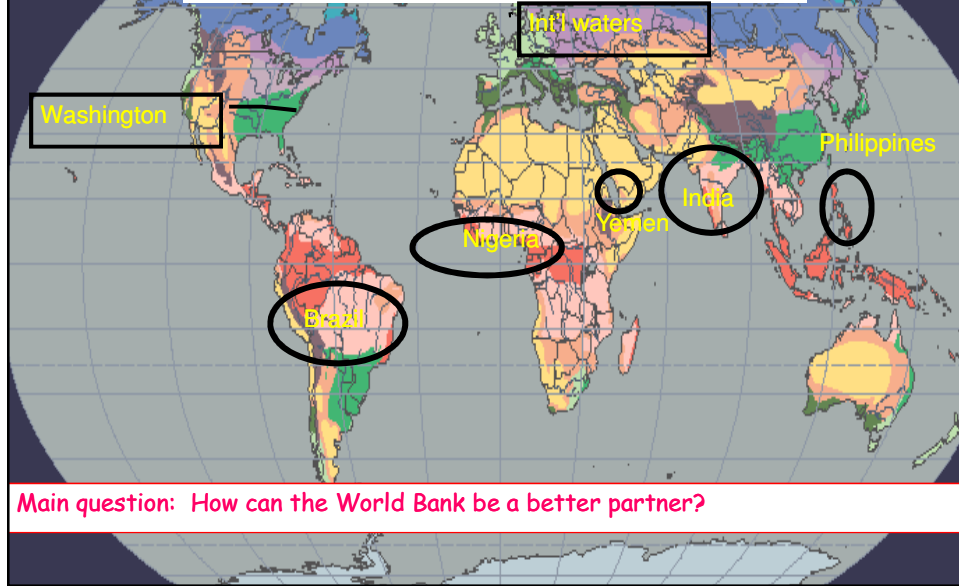 Int'l waters
Washington
Philippines
India
Yemen
Nigeria
Brazil
Main question: How can the World Bank be a better partner?